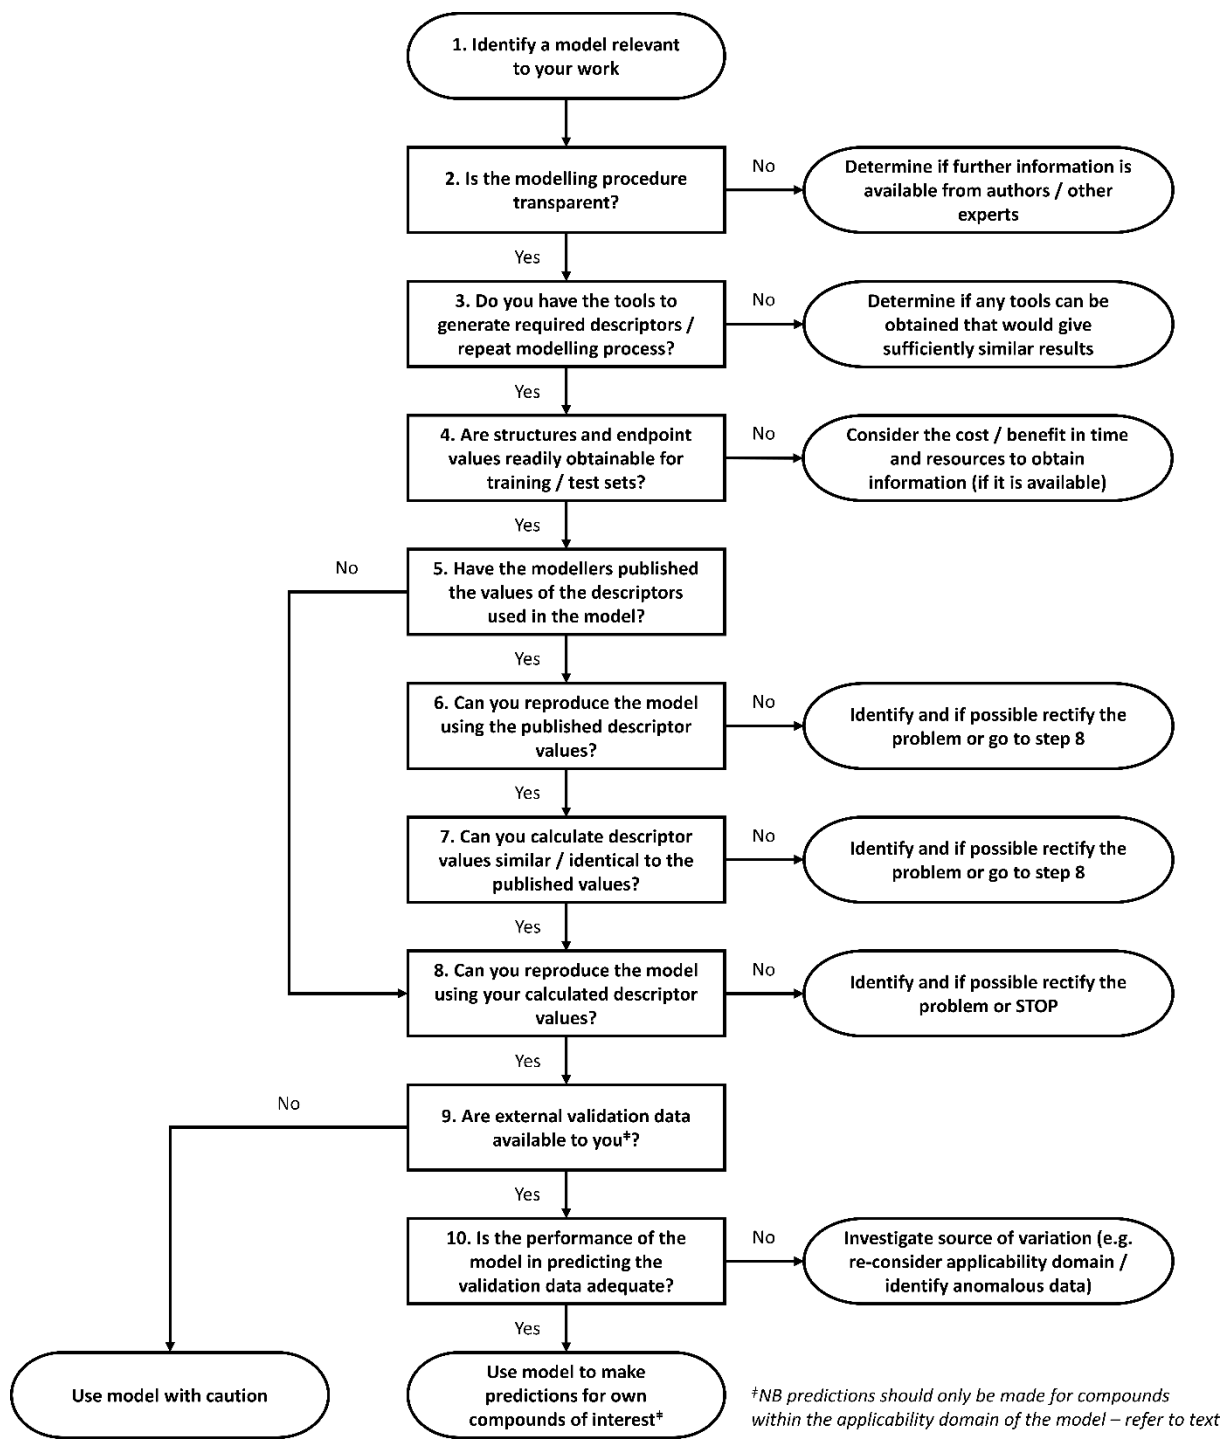 1. Identify a model relevant
to your work
2. Is the modelling procedure
transparent?
No
Determine if further information is
available from authors / other
experts
Yes
3. Do you have the tools to
generate required descriptors /
repeat modelling process?
No
Determine if any tools can be
obtained that would give
sufficiently similar results
Yes
4. Are structures and endpoint
values readily obtainable for
training / test sets?
No
Consider the cost / benefit in time
and resources to obtain
information (if it is available)
Yes
5. Have the modellers published
the values of the descriptors
used in the model?
No
Yes
6. Can you reproduce the model
using the published descriptor
values?
No
Identify and if possible rectify the
problem or go to step 8
Yes
7. Can you calculate descriptor
values similar / identical to the
published values?
No
Identify and if possible rectify the
problem or go to step 8
Yes
8. Can you reproduce the model
using your calculated descriptor
values?
No
Identify and if possible rectify the
problem or STOP
Yes
9. Are external validation data
available to you‡?
No
Yes
10. Is the performance of the
model in predicting the
validation data adequate?
No
Investigate source of variation (e.g.
re-consider applicability domain /
identify anomalous data)
Yes
Use model with caution
Use model to make
predictions for own
compounds of interest‡
‡NB predictions should only be made for compounds
within the applicability domain of the model – refer to text